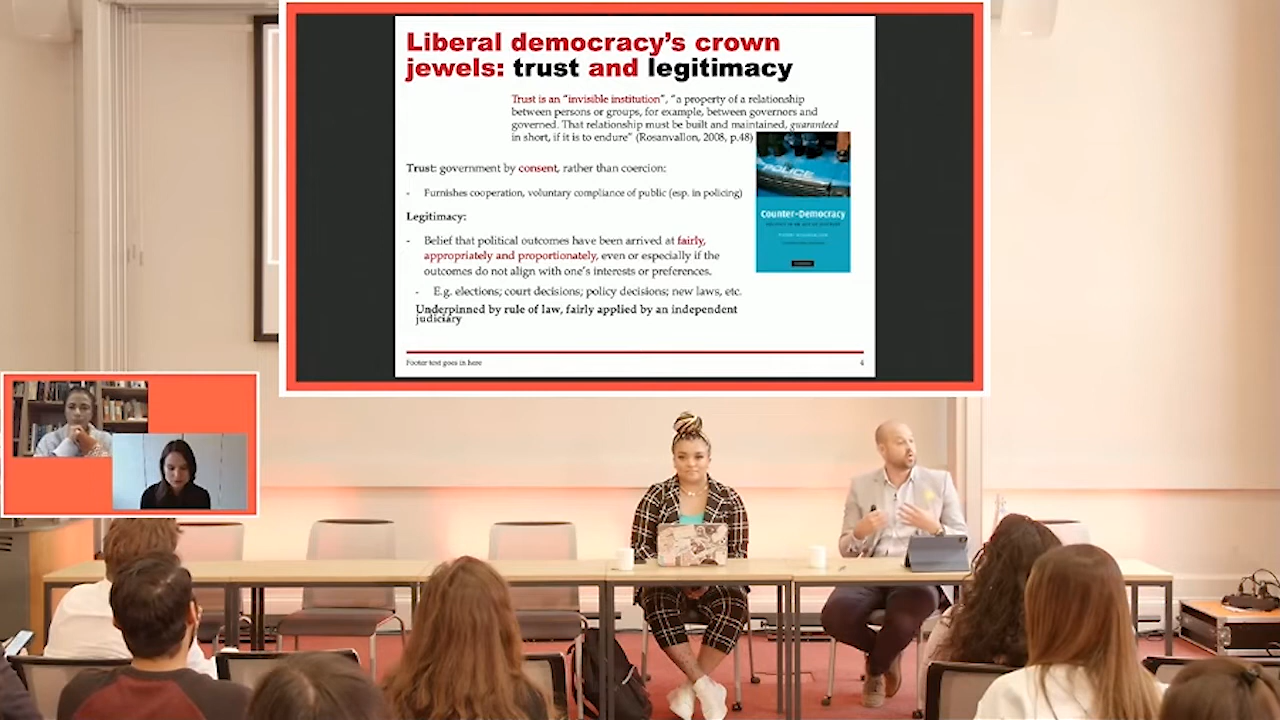 Liberal democracy's crown
jewels: trust and legitimacy
Trust is an "invisible institution", "a property of a relationship
between persons or groups, for example, between governors and
governed. That relationship must be built and maintained, guaranteed
in short, if it is to endure" (Rosanvallon, 2008, p.48)
Trust: government by consent, rather than coercion:
- Furnishes cooperation, voluntary compliance of public (esp. in policing)
Legitimacy:
- Belief that political outcomes have been arrived at fairly,
appropriately and proportionately, even or especially if the
outcomes do not align with one's interests or preferences.
- E.g. elections; court decisions; policy decisions; new laws, etc.
Underpinned by rule of law, fairly applied by an independent
judiciary
POLICE
Counter-Democracy
Footer text goes in here
4